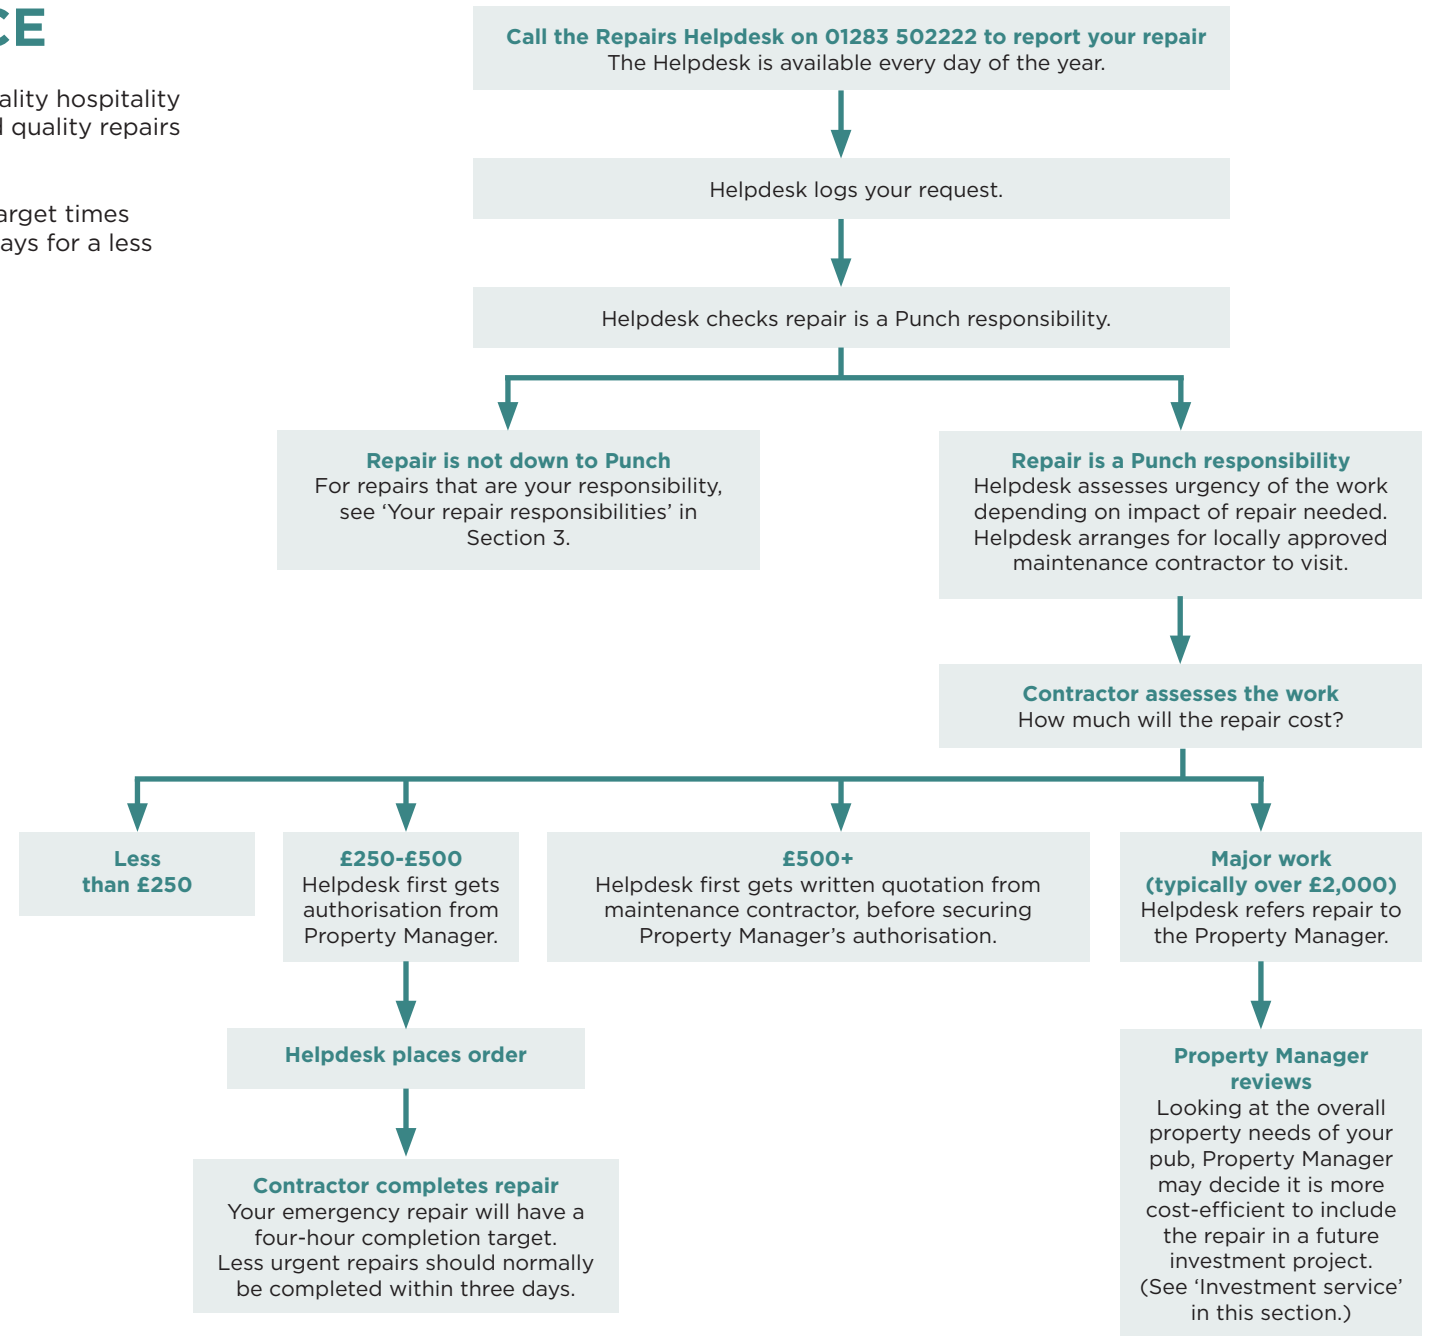 CE
ality hospitality
quality repairs
arget times
ays for a less
Call the Repairs Helpdesk on 01283 502222 to report your repair
The Helpdesk is available every day of the year.
Helpdesk logs your request.
Helpdesk checks repair is a Punch responsibility.
Repair is not down to Punch
For repairs that are your responsibility,
see ‘Your repair responsibilities’ in
Section 3.
Repair is a Punch responsibility
Helpdesk assesses urgency of the work
depending on impact of repair needed.
Helpdesk arranges for locally approved
maintenance contractor to visit.
Contractor assesses the work
How much will the repair cost?
Less
than £250
£250-£500
Helpdesk first gets
authorisation from
Property Manager.
£500+
Helpdesk first gets written quotation from
maintenance contractor, before securing
Property Manager’s authorisation.
Major work
(typically over £2,000)
Helpdesk refers repair to
the Property Manager.
Helpdesk places order
Contractor completes repair
Your emergency repair will have a
four-hour completion target.
Less urgent repairs should normally
be completed within three days.
Property Manager
reviews
Looking at the overall
property needs of your
pub, Property Manager
may decide it is more
cost-efficient to include
the repair in a future
investment project.
(See ‘Investment service’
in this section.)